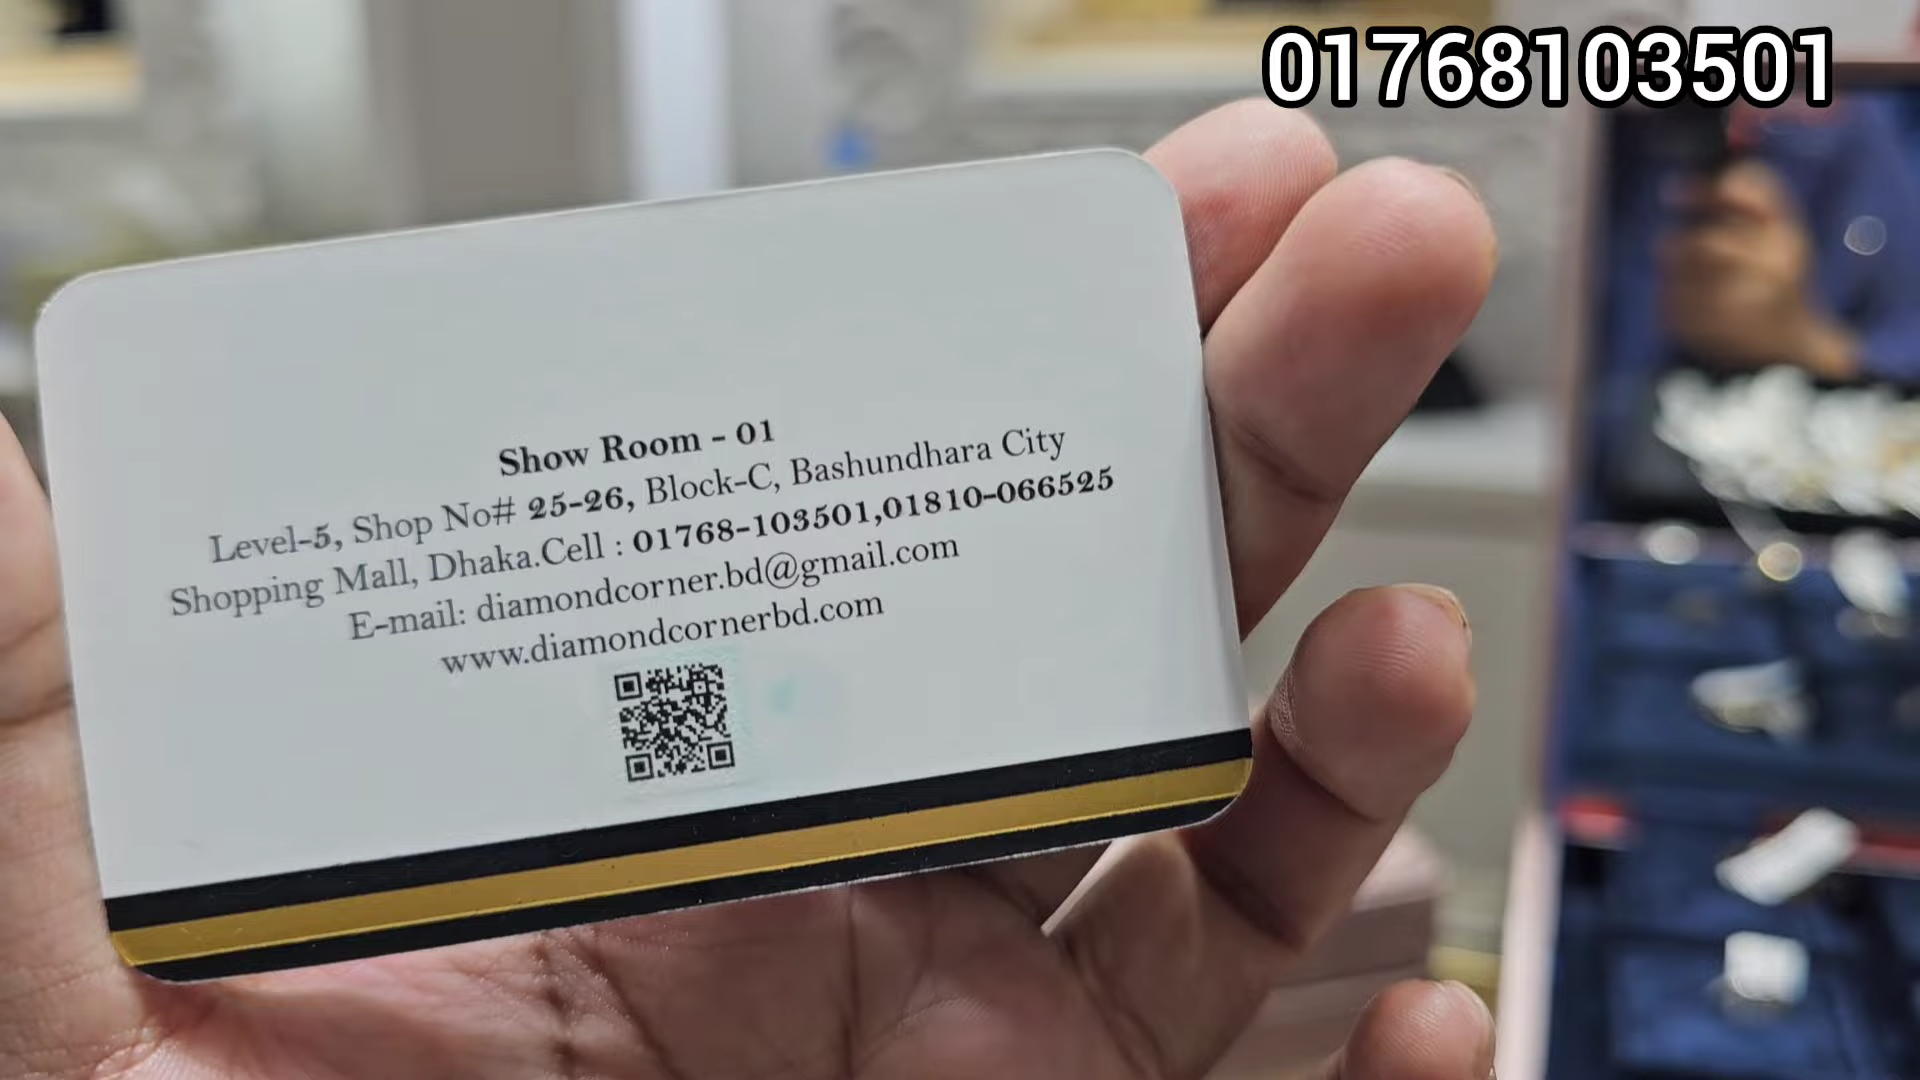 01768103501
Show Room - 01
Level-5, Shop No# 25-26, Block-C, Bashundhara City
Shopping Mall, Dhaka.Cell : 01768-103501,01810-066525
E-mail: diamondcorner.bd@gmail.com
www.diamondcornerbd.com